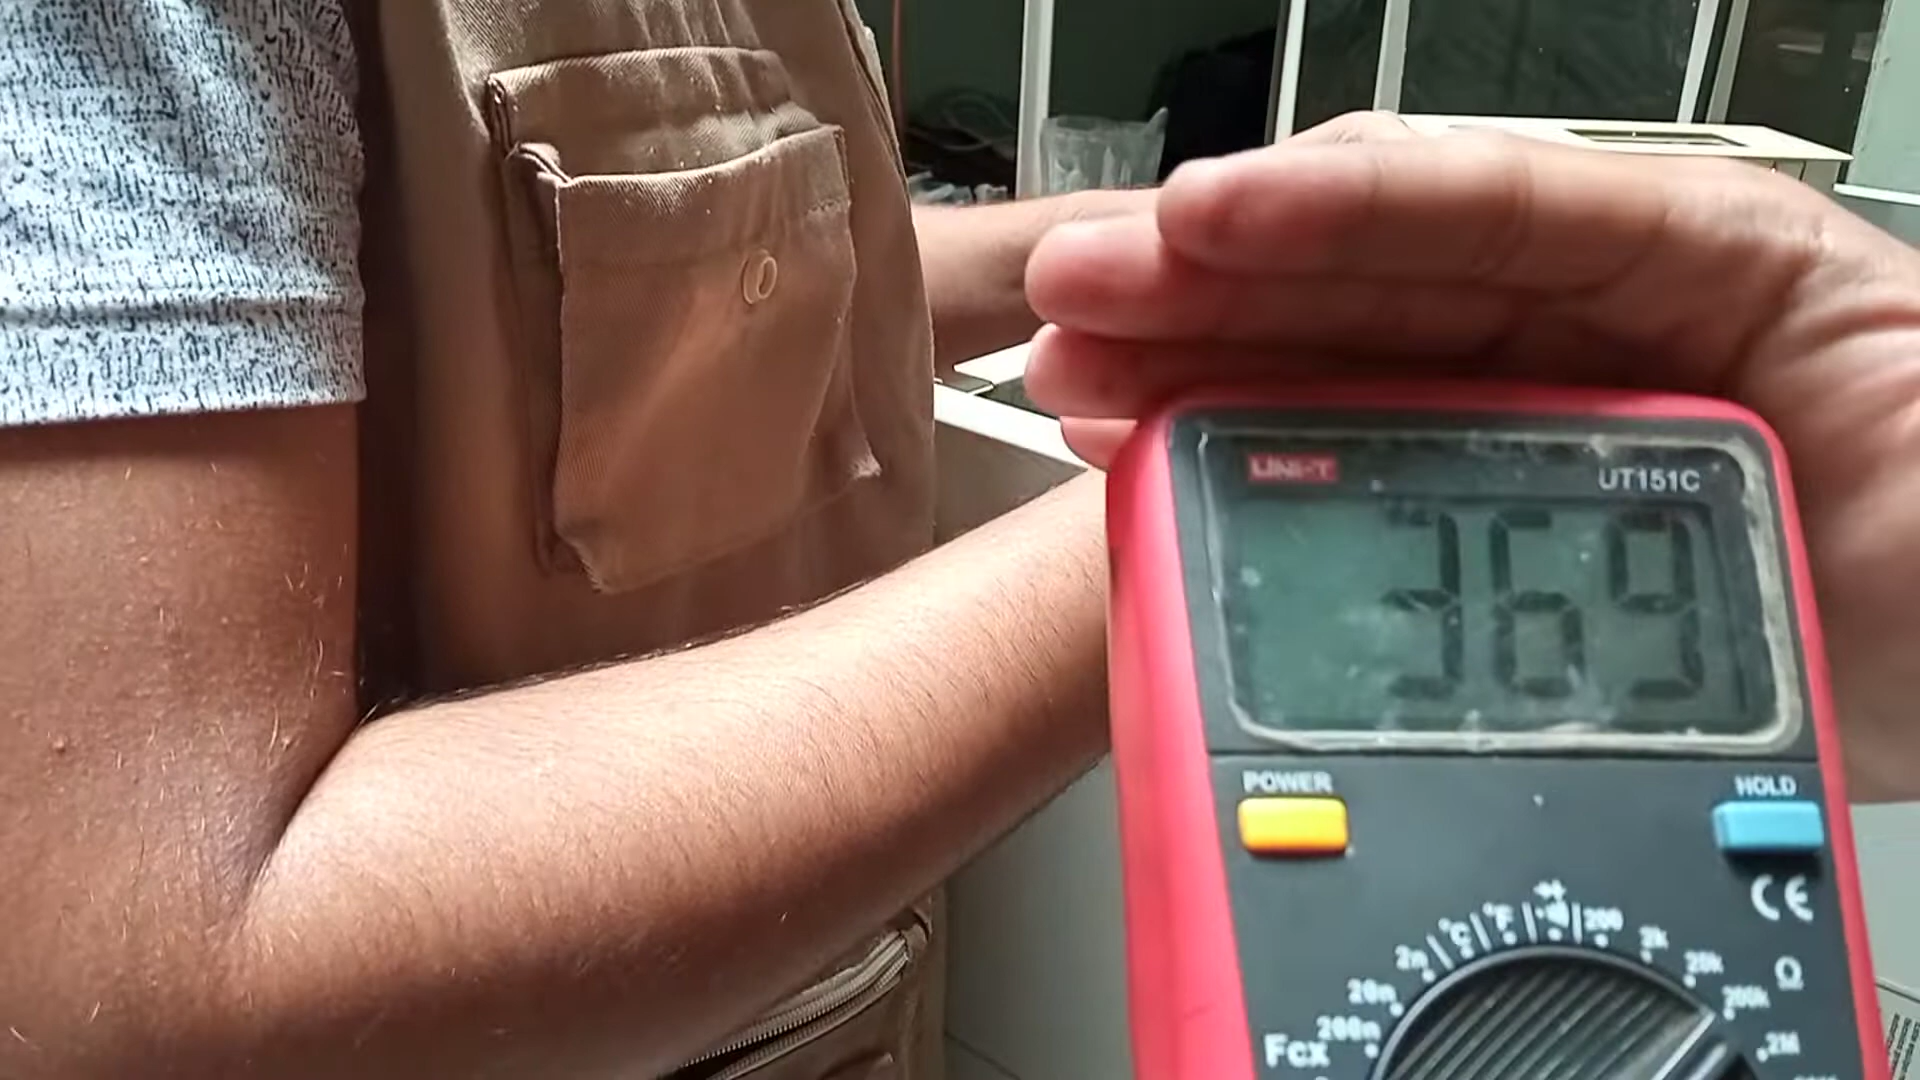 UNI-T
UT151C
369
POWER
HOLD
CE
°C °F 200
2n 2k
20n 20k Ω
200n 200k
Fcx 2M